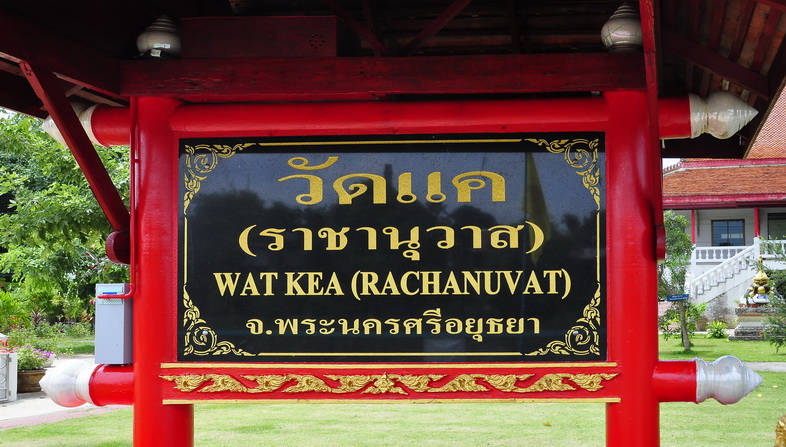 วัดแค
(ราชานุวาส)
WAT KEA (RACHANUVAT)
จ.พระนครศรีอยุธยา